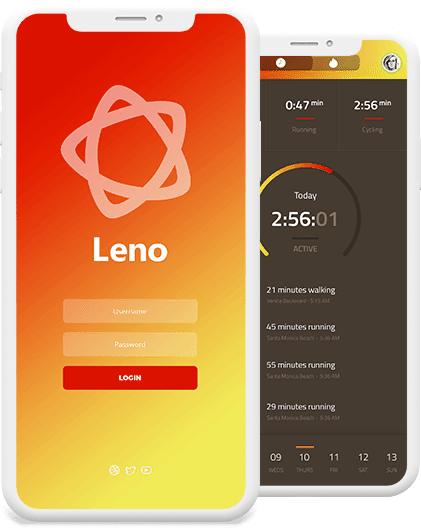 Leno
Username
Password
LOGIN
0:47 min
2:56 min
Running
Cycling
Today
2:56:01
ACTIVE
21 minutes walking
Venice Boulevard - 5:15 AM
45 minutes running
Santa Monica Beach - 5:36 AM
55 minutes running
Santa Monica Beach - 5:36 AM
29 minutes running
Santa Monica Beach - 5:36 AM
09 10 11 12 13
WEDS THURS FRI SAT SUN